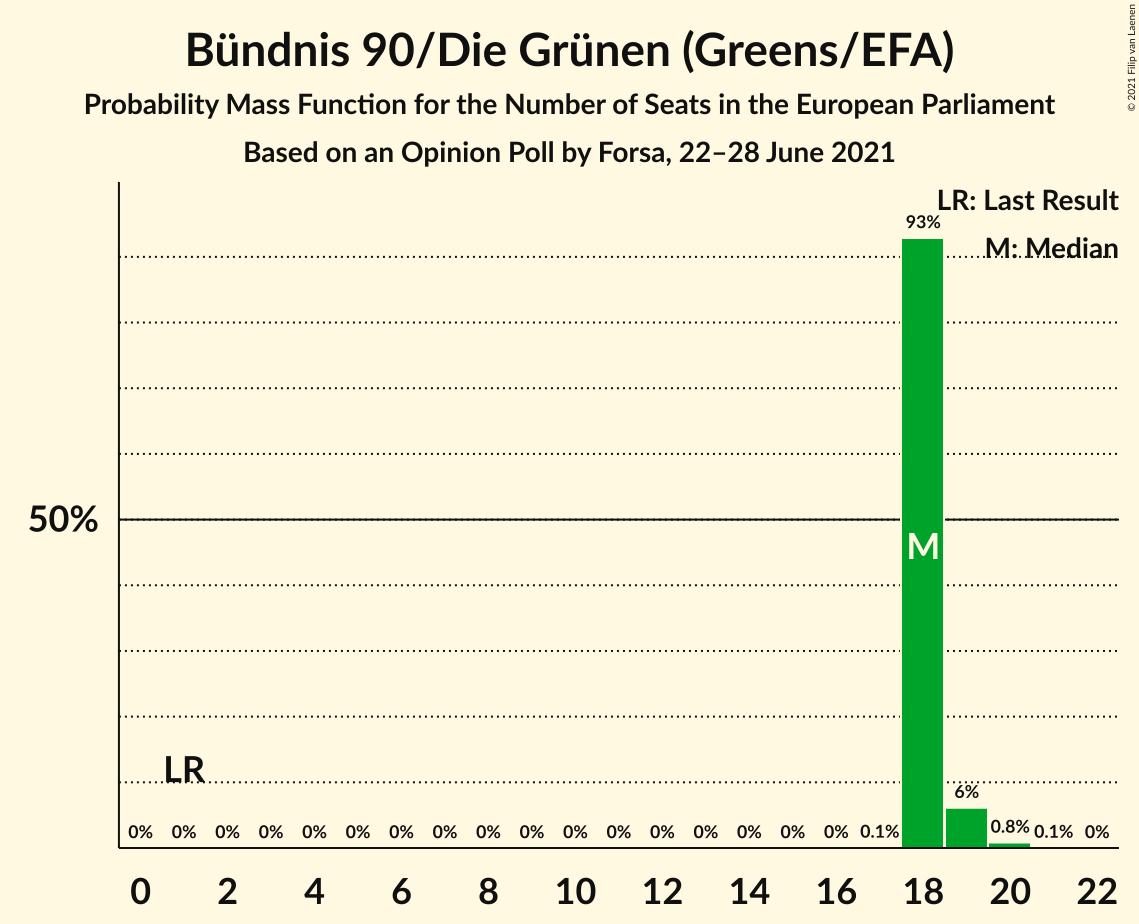 Bündnis 90/Die Grünen (Greens/EFA)
Probability Mass Function for the Number of Seats in the European Parliament
Based on an Opinion Poll by Forsa, 22–28 June 2021
© 2021 Filip van Laenen
LR: Last Result
93%
M: Median
50%
M
LR
6%
0% 0% 0% 0% 0% 0% 0% 0% 0% 0% 0% 0% 0% 0% 0% 0% 0% 0.1% 0.8% 0.1% 0%
0 2 4 6 8 10 12 14 16 18 20 22